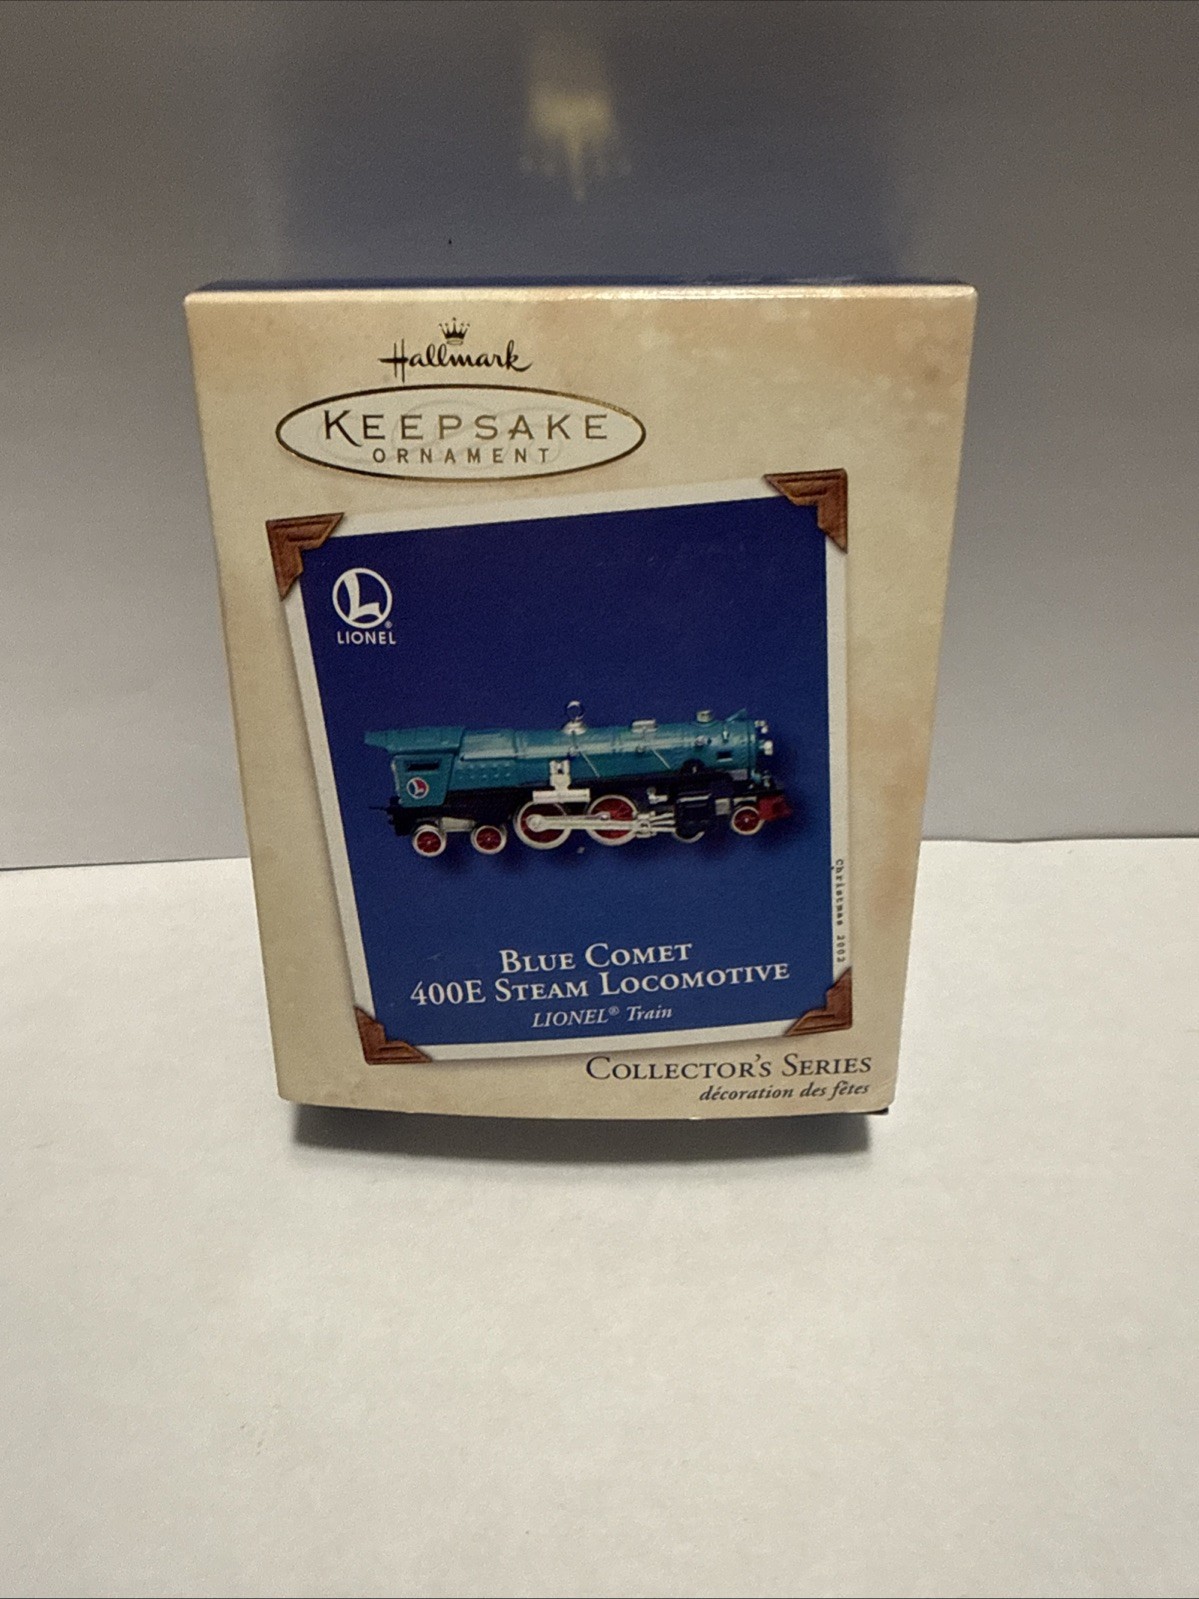 Hallmark
KEEPSAKE
ORNAMENT
L
®
LIONEL
L
BLUE COMET
400E STEAM LOCOMOTIVE
LIONEL® Train
Christmas 2002
COLLECTOR'S SERIES
décoration des fêtes